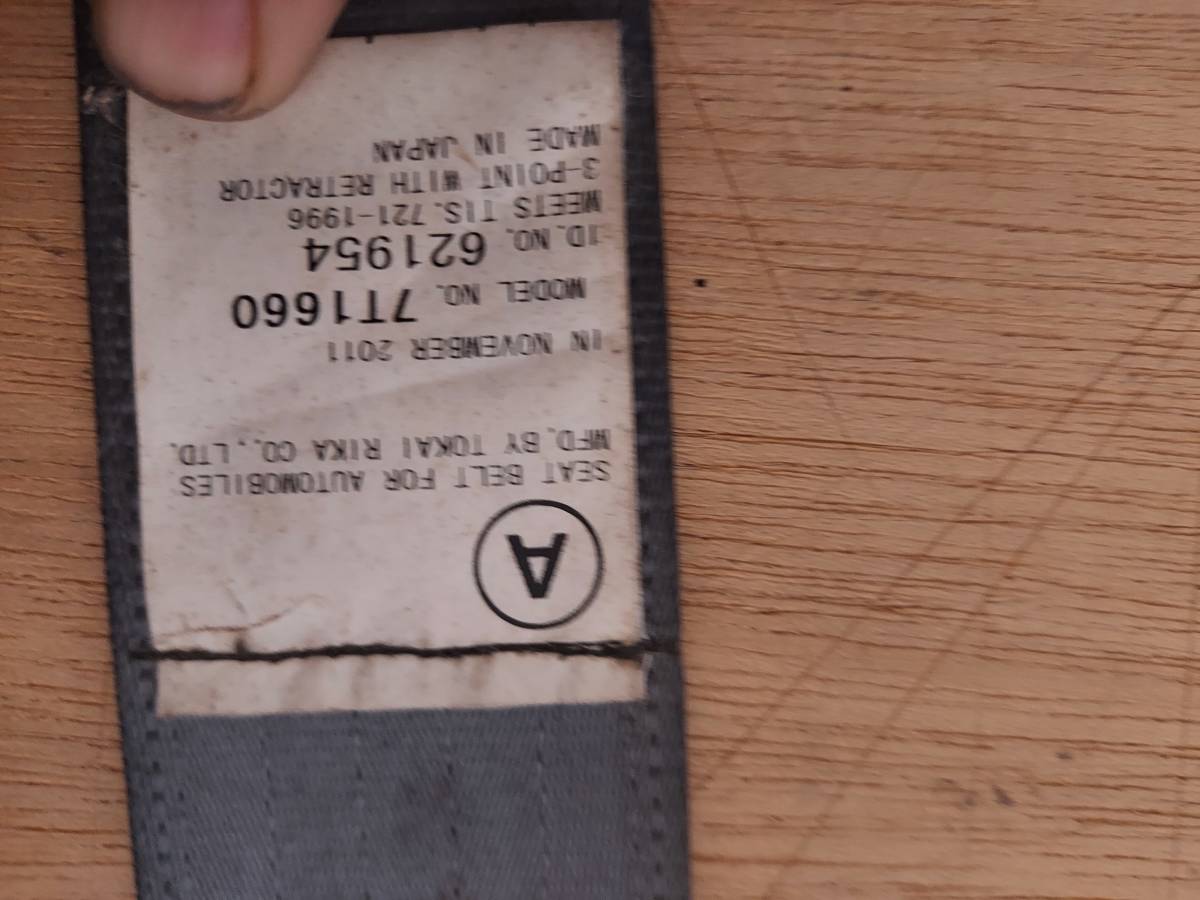 A
SEAT BELT FOR AUTOMOBILES
MFD. BY TOKAI RIKA CO., LTD.
IN NOVEMBER 2011
MODEL NO. 7T1660
ID. NO. 621954
MEETS TIS. 721-1996
3-POINT WITH RETRACTOR
MADE IN JAPAN